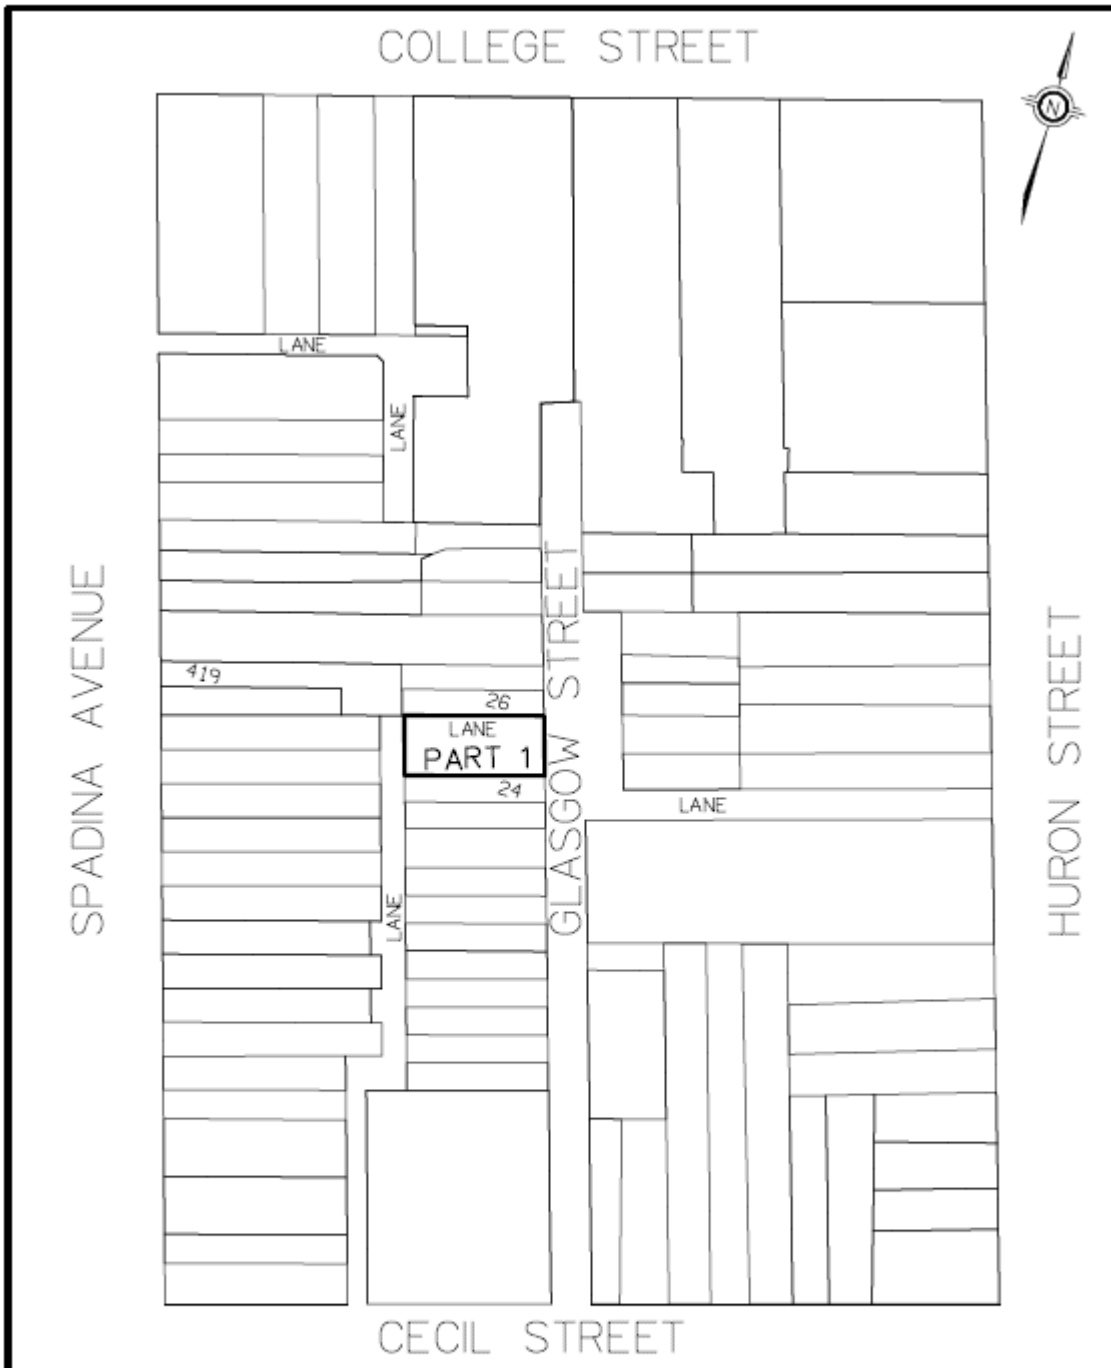 COLLEGE STREET
N
LANE
LANE
SPADINA AVENUE
GLASGOW STREET
HURON STREET
419
26
LANE
PART 1
24
LANE
LANE
CECIL STREET